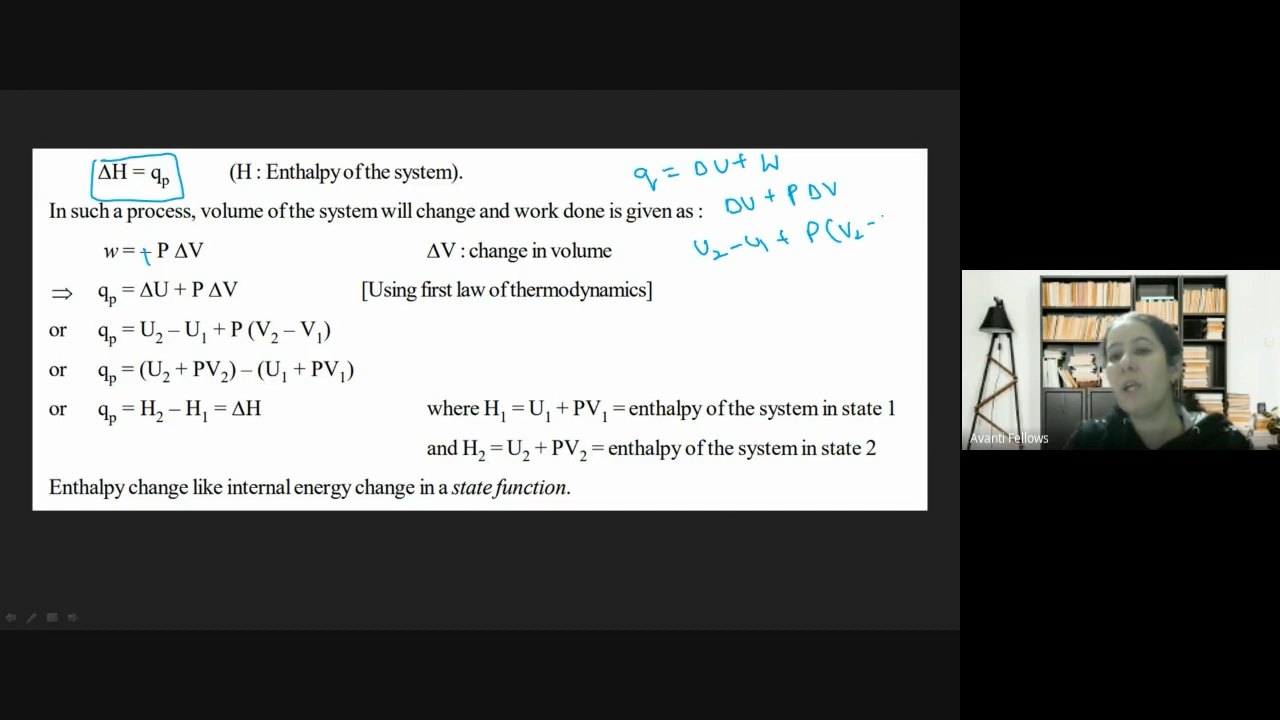 ΔH = qₚ (H : Enthalpy of the system).
q = ΔU + W
In such a process, volume of the system will change and work done is given as :
ΔU + P ΔV
w = + P ΔV ΔV : change in volume
U₂ – U₁ + P(V₂ –
⇒ qₚ = ΔU + P ΔV [Using first law of thermodynamics]
or qₚ = U₂ – U₁ + P (V₂ – V₁)
or qₚ = (U₂ + PV₂) – (U₁ + PV₁)
or qₚ = H₂ – H₁ = ΔH where H₁ = U₁ + PV₁ = enthalpy of the system in state 1
and H₂ = U₂ + PV₂ = enthalpy of the system in state 2
Enthalpy change like internal energy change in a state function.
Avanti Fellows